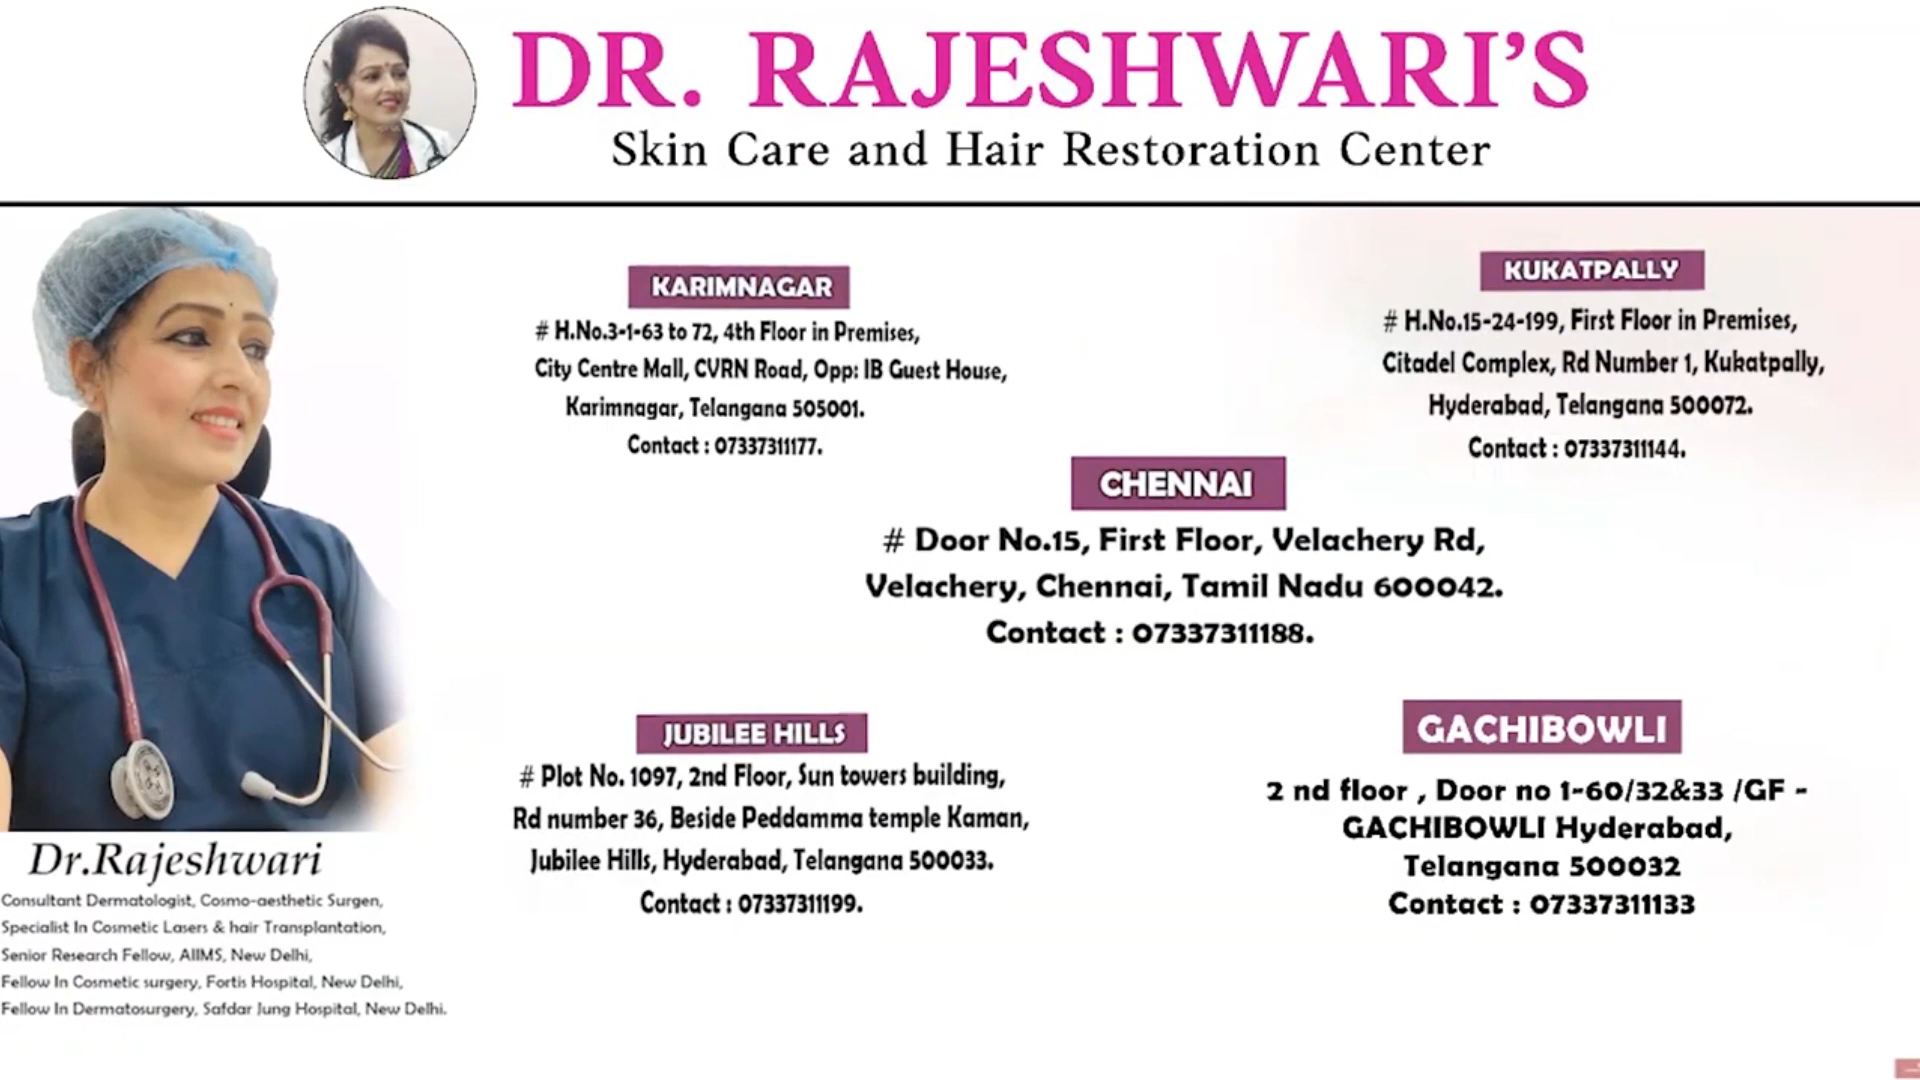 DR. RAJESHWARI'S
Skin Care and Hair Restoration Center
KARIMNAGAR
# H.No.3-1-63 to 72, 4th Floor in Premises,
City Centre Mall, CVRN Road, Opp: IB Guest House,
Karimnagar, Telangana 505001.
Contact : 07337311177.
KUKATPALLY
# H.No.15-24-199, First Floor in Premises,
Citadel Complex, Rd Number 1, Kukatpally,
Hyderabad, Telangana 500072.
Contact : 07337311144.
CHENNAI
# Door No.15, First Floor, Velachery Rd,
Velachery, Chennai, Tamil Nadu 600042.
Contact : 07337311188.
JUBILEE HILLS
# Plot No. 1097, 2nd Floor, Sun towers building,
Rd number 36, Beside Peddamma temple Kaman,
Jubilee Hills, Hyderabad, Telangana 500033.
Contact : 07337311199.
GACHIBOWLI
2 nd floor , Door no 1-60/32&33 /GF -
GACHIBOWLI Hyderabad,
Telangana 500032
Contact : 07337311133
Dr.Rajeshwari
Consultant Dermatologist, Cosmo-aesthetic Surgen,
Specialist In Cosmetic Lasers & hair Transplantation,
Senior Research Fellow, AIIMS, New Delhi,
Fellow In Cosmetic surgery, Fortis Hospital, New Delhi,
Fellow In Dermatosurgery, Safdar Jung Hospital, New Delhi.